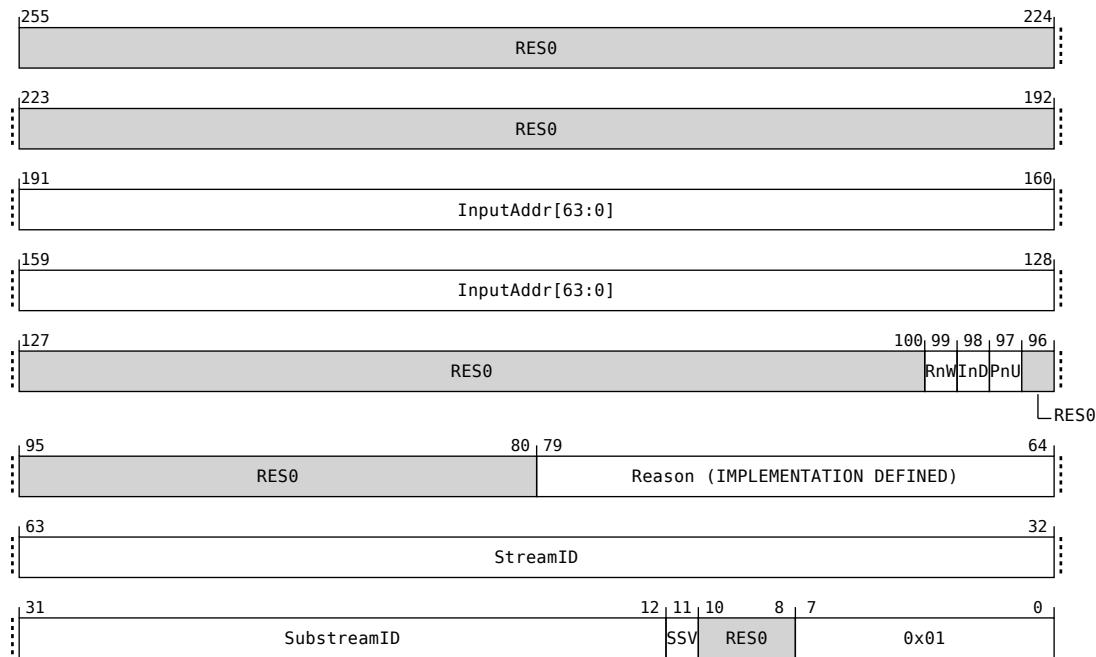 255 224
RES0
223 192
RES0
191 160
InputAddr[63:0]
159 128
InputAddr[63:0]
127 100 99 98 97 96
RES0 RnW InD PnU
RES0
95 80 79 64
RES0 Reason (IMPLEMENTATION DEFINED)
63 32
StreamID
31 12 11 10 8 7 0
SubstreamID SSV RES0 0x01